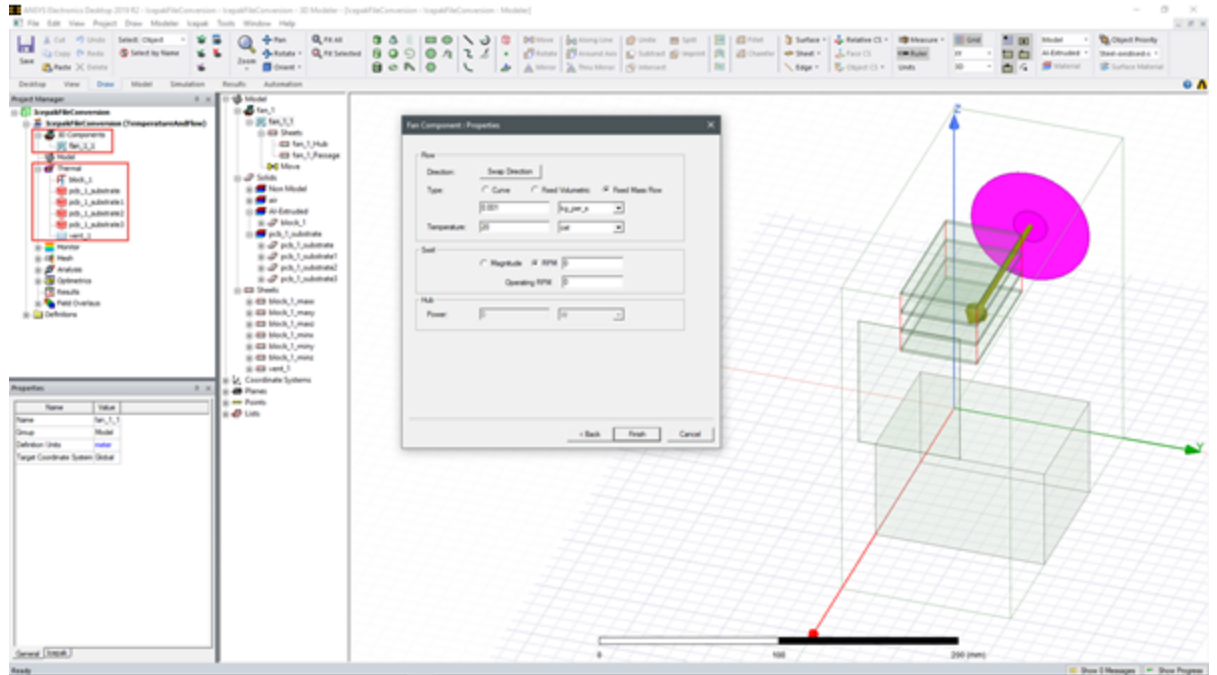 ANSYS Electronics Desktop 2019 R2 - IcepakFileConversion - IcepakFileConversion - 3D Modeler - [IcepakFileConversion - IcepakFileConversion - Modeler]
File Edit View Project Draw Modeler Icepak Tools Window Help
Save
Cut Undo
Copy Redo
Paste Delete
Select: Object
Select by Name
Zoom
Pan
Rotate
Orient
Fit All
Fit Selected
Move Along Line
Rotate Around Axis
Mirror Thru Mirror
Unite Split
Subtract Imprint
Intersect
Fillet
Chamfer
Surface
Sheet
Edge
Relative CS
Face CS
Object CS
Measure
Ruler
Units
Grid
XY
3D
Model
Al-Extruded
Material
Object Priority
Surface Material
Desktop View Draw Model Simulation Results Automation
Project Manager
IcepakFileConversion
IcepakFileConversion (TemperatureAndFlow)
3D Components
fan_1_1
Model
Thermal
block_1
pcb_1_substrate
pcb_1_substrate1
pcb_1_substrate2
pcb_1_substrate3
vent_1
Monitor
Mesh
Analysis
Optimetrics
Results
Field Overlays
Definitions
Properties
Name Value
Name fan_1_1
Group Model
Definition Units meter
Target Coordinate System Global
General Icepak
Ready
Model
fan_1
fan_1_1
Sheets
fan_1_Hub
fan_1_Passage
Move
Solids
Non Model
air
Al-Extruded
block_1
pcb_1_substrate
pcb_1_substrate
pcb_1_substrate1
pcb_1_substrate2
pcb_1_substrate3
Sheets
block_1_maxx
block_1_maxy
block_1_maxz
block_1_minx
block_1_miny
block_1_minz
vent_1
Coordinate Systems
Planes
Points
Lists
Fan Component : Properties
Flow
Direction: Swap Direction
Type: Curve Fixed Volumetric Fixed Mass Flow
0.001 kg_per_s
Temperature: 20 cel
Swirl
Magnitude RPM 0
Operating RPM 0
Hub
Power: 0 W
< Back Finish Cancel
Z
Y
0 100 200 (mm)
Show 0 Messages Show Progress